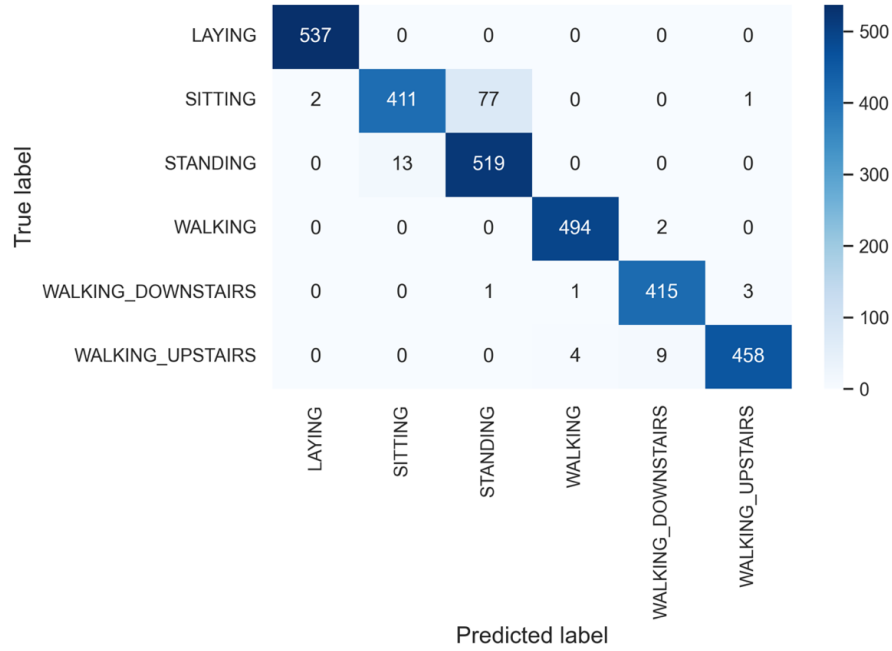 LAYING 537 0 0 0 0 0
SITTING 2 411 77 0 0 1
STANDING 0 13 519 0 0 0
WALKING 0 0 0 494 2 0
WALKING_DOWNSTAIRS 0 0 1 1 415 3
WALKING_UPSTAIRS 0 0 0 4 9 458
True label
LAYING
SITTING
STANDING
WALKING
WALKING_DOWNSTAIRS
WALKING_UPSTAIRS
Predicted label
500
400
300
200
100
0